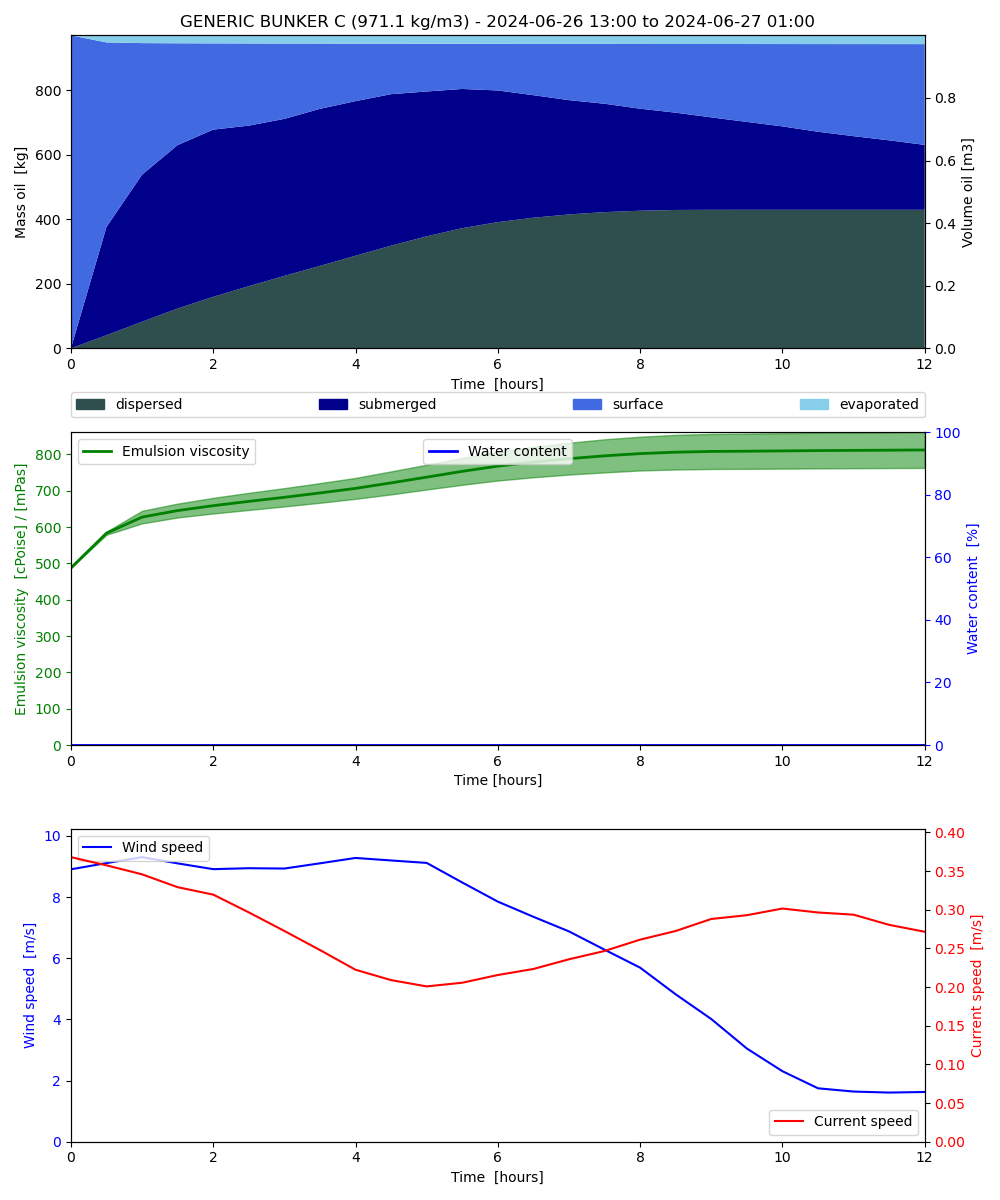 GENERIC BUNKER C (971.1 kg/m3) - 2024-06-26 13:00 to 2024-06-27 01:00
Mass oil [kg]
800
600
400
200
0
0.8
0.6
0.4
0.2
0.0
Volume oil [m3]
0 2 4 6 8 10 12
Time [hours]
dispersed submerged surface evaporated
Emulsion viscosity [cPoise] / [mPas]
800
700
600
500
400
300
200
100
0
Emulsion viscosity
Water content
100
80
60
40
20
0
Water content [%]
0 2 4 6 8 10 12
Time [hours]
Wind speed [m/s]
10
8
6
4
2
0
Wind speed
0.40
0.35
0.30
0.25
0.20
0.15
0.10
0.05
0.00
Current speed [m/s]
Current speed
0 2 4 6 8 10 12
Time [hours]